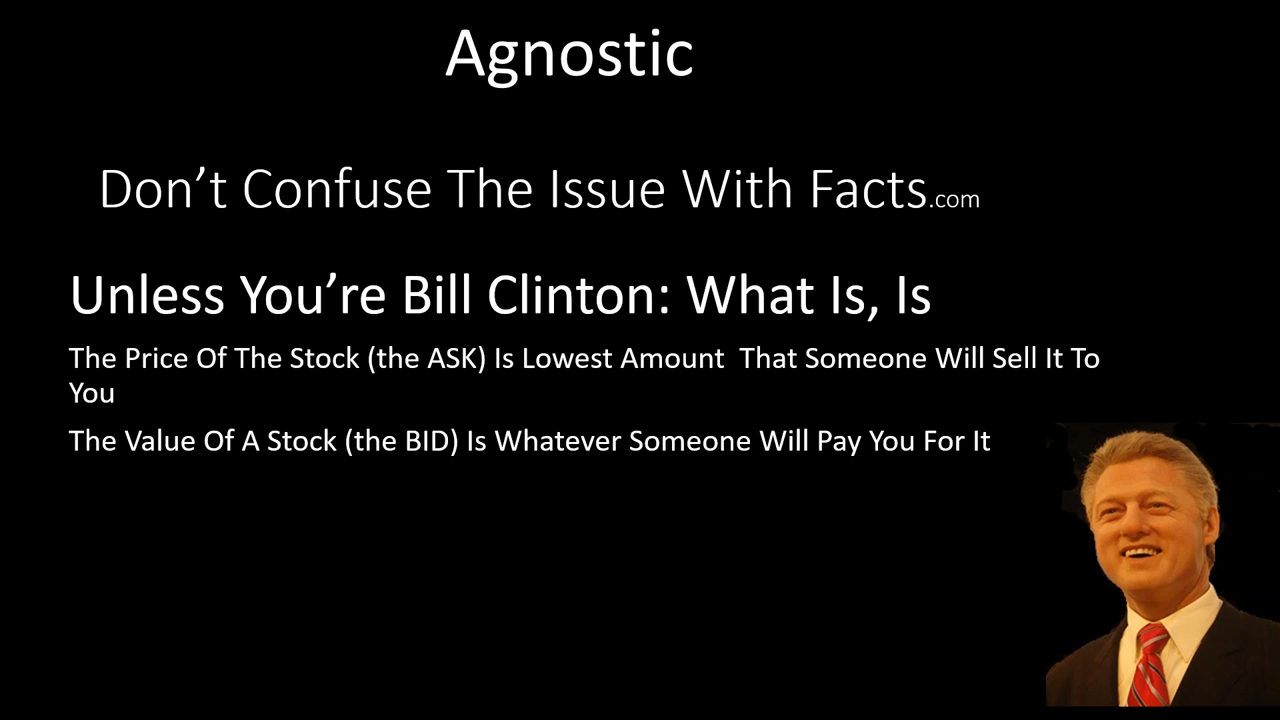 Agnostic
Don’t Confuse The Issue With Facts.com
Unless You’re Bill Clinton: What Is, Is
The Price Of The Stock (the ASK) Is Lowest Amount  That Someone Will Sell It To
You
The Value Of A Stock (the BID) Is Whatever Someone Will Pay You For It